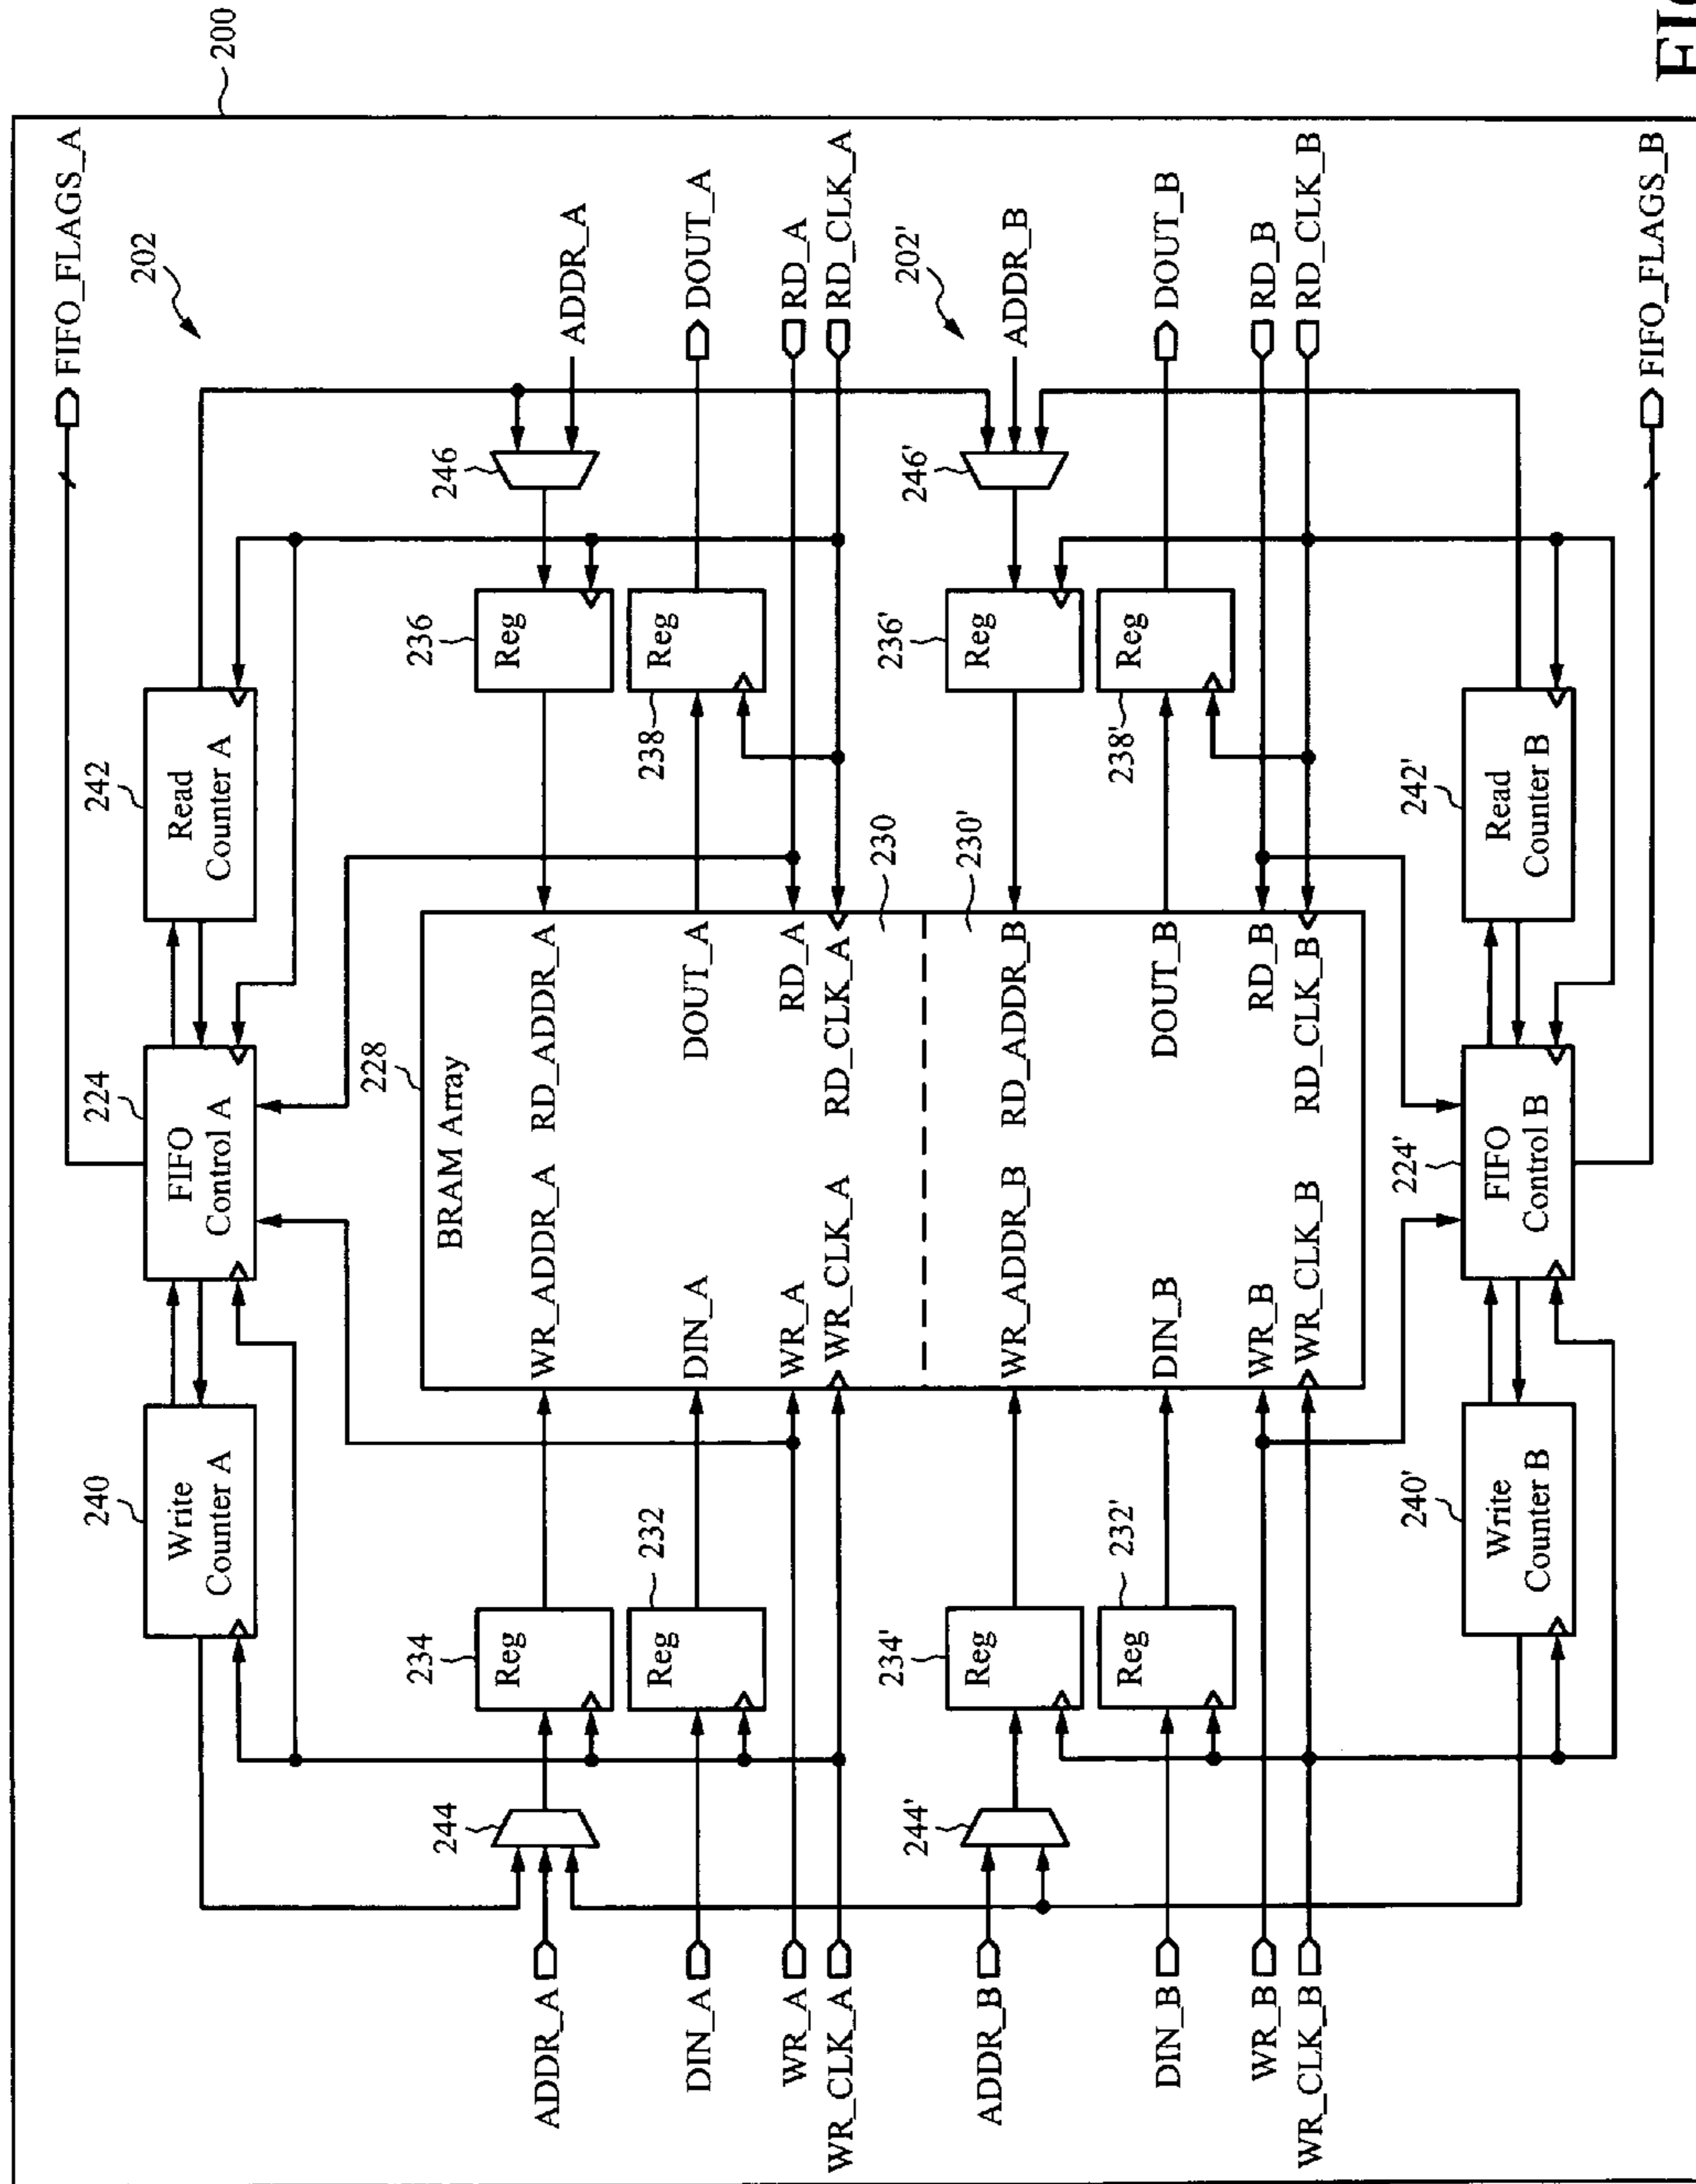 200
FIFO_FLAGS_A
202
240
Write
Counter A
224
FIFO
Control A
242
Read
Counter A
ADDR_A
244
234
Reg
228
BRAM Array
WR_ADDR_A
RD_ADDR_A
236
Reg
246
ADDR_A
DIN_A
232
Reg
DIN_A
DOUT_A
238
Reg
DOUT_A
WR_A
WR_A
RD_A
RD_A
WR_CLK_A
WR_CLK_A
RD_CLK_A
RD_CLK_A
230
230'
202'
ADDR_B
244'
234'
Reg
WR_ADDR_B
RD_ADDR_B
236'
Reg
246'
ADDR_B
DIN_B
232'
Reg
DIN_B
DOUT_B
238'
Reg
DOUT_B
WR_B
WR_B
RD_B
RD_B
WR_CLK_B
WR_CLK_B
RD_CLK_B
RD_CLK_B
240'
Write
Counter B
224'
FIFO
Control B
242'
Read
Counter B
FIFO_FLAGS_B